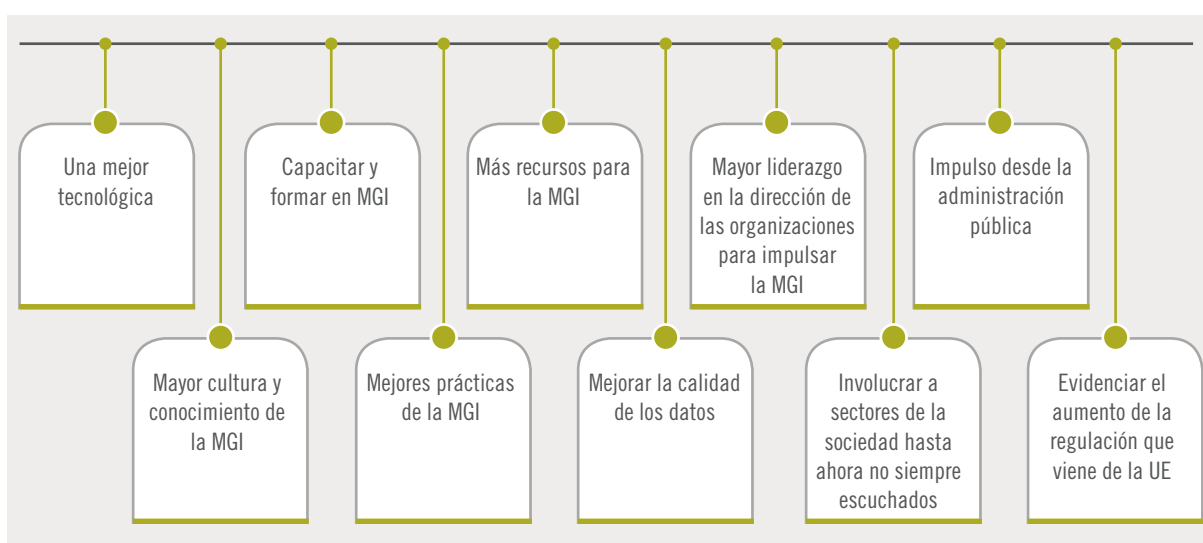 Una mejor
tecnológica
Mayor cultura y
conocimiento de
la MGI
Capacitar y
formar en MGI
Mejores prácticas
de la MGI
Más recursos para
la MGI
Mejorar la calidad
de los datos
Mayor liderazgo
en la dirección de
las organizaciones
para impulsar
la MGI
Involucrar a
sectores de la
sociedad hasta
ahora no siempre
escuchados
Impulso desde la
administración
pública
Evidenciar el
aumento de la
regulación que
viene de la UE